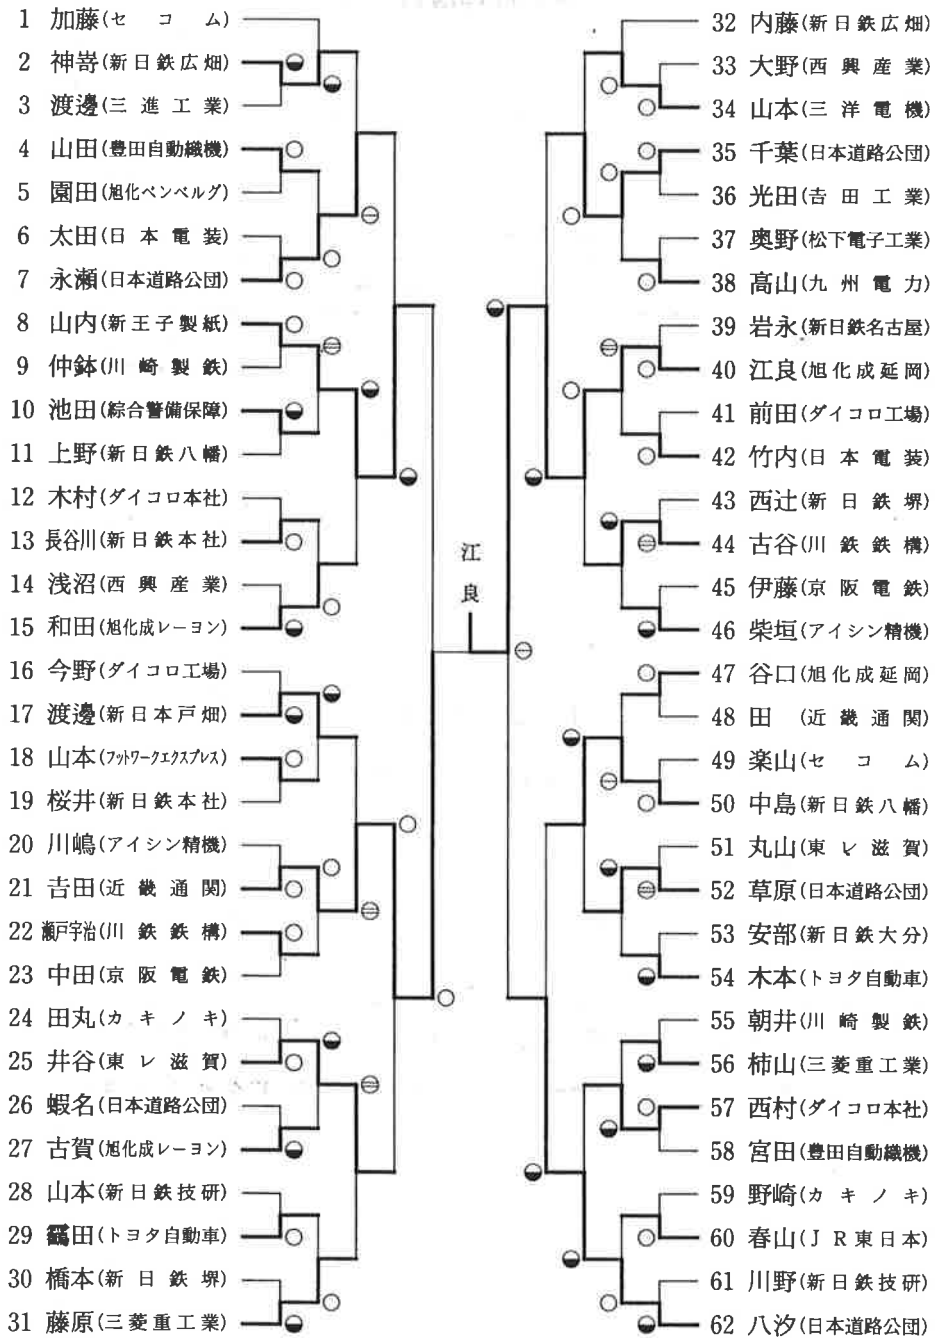 1 加藤(セコム)
2 神嵜(新日鉄広畑)
3 渡邊(三進工業)
4 山田(豊田自動織機)
5 園田(旭化ベンベルグ)
6 太田(日本電装)
7 永瀬(日本道路公団)
8 山内(新王子製紙)
9 仲鉢(川崎製鉄)
10 池田(綜合警備保障)
11 上野(新日鉄八幡)
12 木村(ダイコロ本社)
13 長谷川(新日鉄本社)
14 浅沼(西興産業)
15 和田(旭化成レーヨン)
16 今野(ダイコロ工場)
17 渡邊(新日本戸畑)
18 山本(フットワークエクスプレス)
19 桜井(新日鉄本社)
20 川嶋(アイシン精機)
21 吉田(近畿通関)
22 瀬戸宇治(川鉄鉄構)
23 中田(京阪電鉄)
24 田丸(カキノキ)
25 井谷(東レ滋賀)
26 蝦名(日本道路公団)
27 古賀(旭化成レーヨン)
28 山本(新日鉄技研)
29 田(トヨタ自動車)
30 橋本(新日鉄堺)
31 藤原(三菱重工業)
江良
32 内藤(新日鉄広畑)
33 大野(西興産業)
34 山本(三洋電機)
35 千葉(日本道路公団)
36 光田(吉田工業)
37 奥野(松下電子工業)
38 高山(九州電力)
39 岩永(新日鉄名古屋)
40 江良(旭化成延岡)
41 前田(ダイコロ工場)
42 竹内(日本電装)
43 西辻(新日鉄堺)
44 古谷(川鉄鉄構)
45 伊藤(京阪電鉄)
46 柴垣(アイシン精機)
47 谷口(旭化成延岡)
48 田(近畿通関)
49 楽山(セコム)
50 中島(新日鉄八幡)
51 丸山(東レ滋賀)
52 草原(日本道路公団)
53 安部(新日鉄大分)
54 木本(トヨタ自動車)
55 朝井(川崎製鉄)
56 柿山(三菱重工業)
57 西村(ダイコロ本社)
58 宮田(豊田自動織機)
59 野崎(カキノキ)
60 春山(JR東日本)
61 川野(新日鉄技研)
62 八汐(日本道路公団)